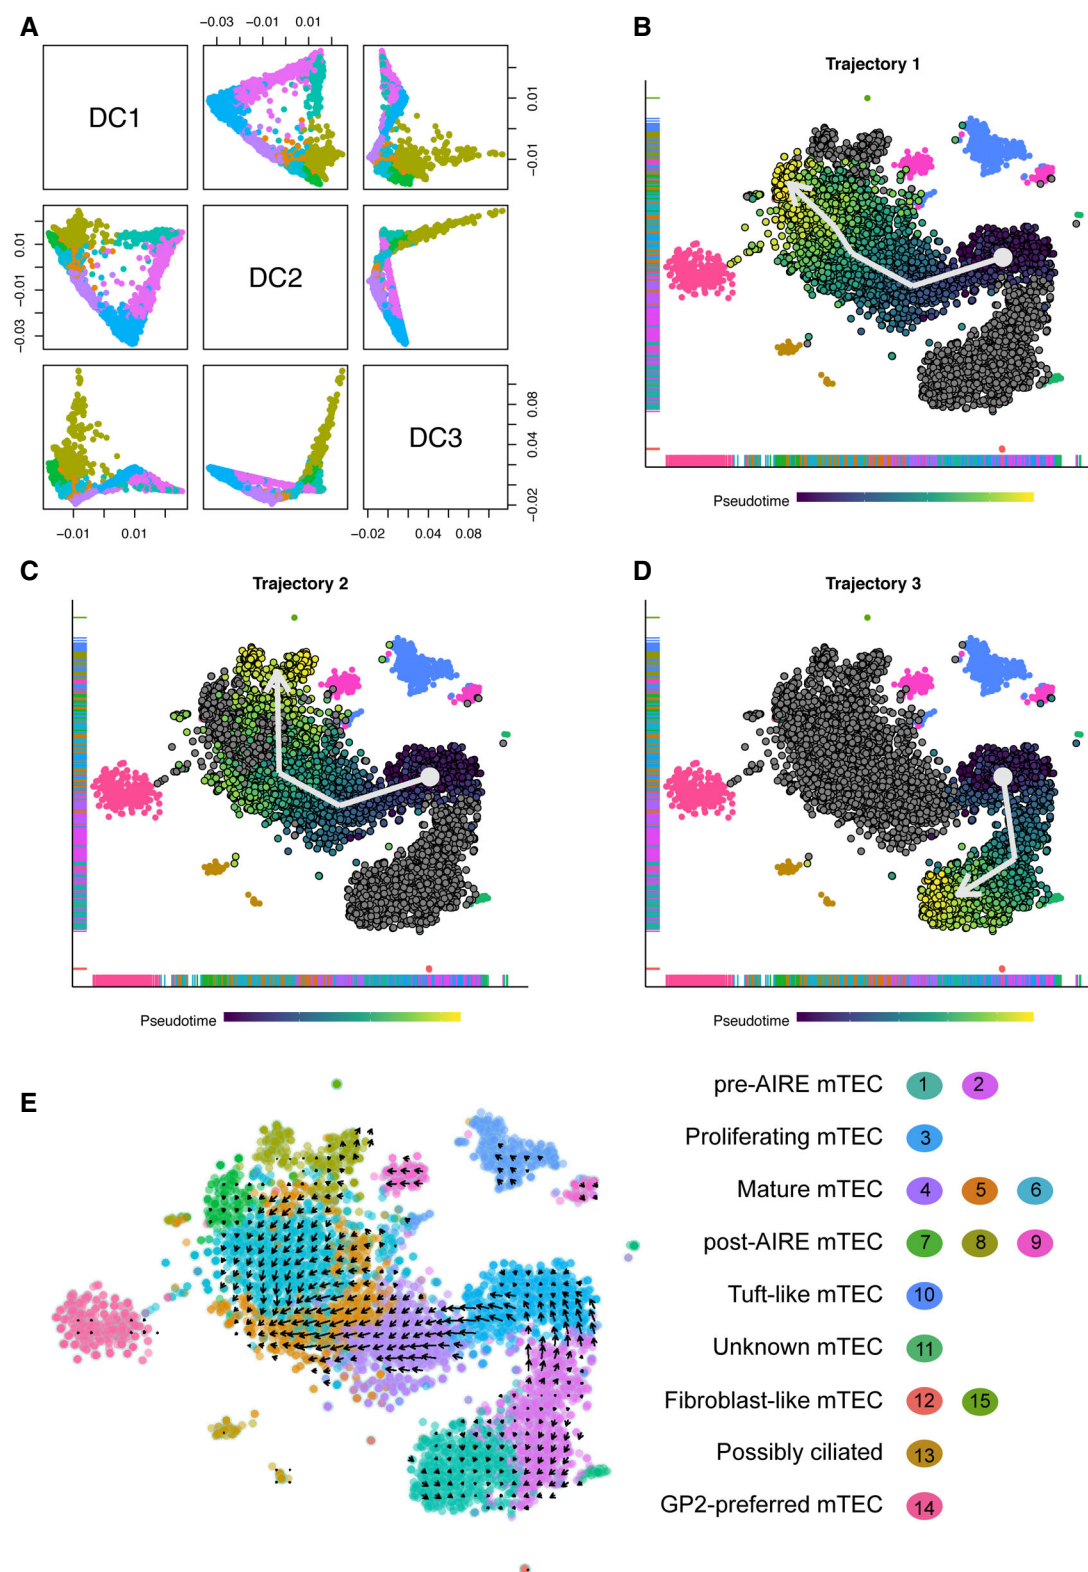 A
B
−0.03 −0.01 0.01
DC1
0.01
−0.01
0.01
−0.01
−0.03
DC2
DC3
0.08
0.04
−0.02
−0.01 0.01
−0.02 0.04 0.08
Trajectory 1
Pseudotime
C
D
Trajectory 2
Trajectory 3
Pseudotime
Pseudotime
E
pre-AIRE mTEC 1 2
Proliferating mTEC 3
Mature mTEC 4 5 6
post-AIRE mTEC 7 8 9
Tuft-like mTEC 10
Unknown mTEC 11
Fibroblast-like mTEC 12 15
Possibly ciliated 13
GP2-preferred mTEC 14